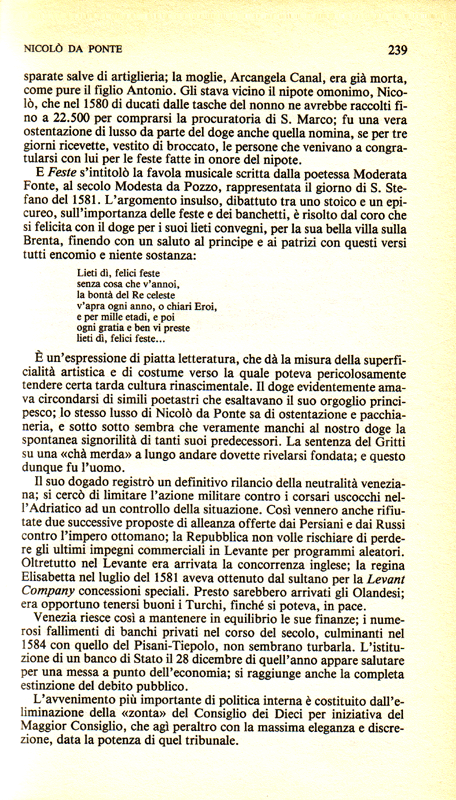 NICOLÒ DA PONTE 239
sparate salve di artiglieria; la moglie, Arcangela Canal, era già morta,
come pure il figlio Antonio. Gli stava vicino il nipote omonimo, Nico-
lò, che nel 1580 di ducati dalle tasche del nonno ne avrebbe raccolti fi-
no a 22.500 per comprarsi la procuratoria di S. Marco; fu una vera
ostentazione di lusso da parte del doge anche quella nomina, se per tre
giorni ricevette, vestito di broccato, le persone che venivano a congra-
tularsi con lui per le feste fatte in onore del nipote.
E Feste s'intitolò la favola musicale scritta dalla poetessa Moderata
Fonte, al secolo Modesta da Pozzo, rappresentata il giorno di S. Ste-
fano del 1581. L'argomento insulso, dibattuto tra uno stoico e un epi-
cureo, sull'importanza delle feste e dei banchetti, è risolto dal coro che
si felicita con il doge per i suoi lieti convegni, per la sua bella villa sulla
Brenta, finendo con un saluto al principe e ai patrizi con questi versi
tutti encomio e niente sostanza:
Lieti dì, felici feste
senza cosa che v'annoi,
la bontà del Re celeste
v'apra ogni anno, o chiari Eroi,
e per mille etadi, e poi
ogni gratia e ben vi preste
lieti dì, felici feste...
È un'espressione di piatta letteratura, che dà la misura della superfi-
cialità artistica e di costume verso la quale poteva pericolosamente
tendere certa tarda cultura rinascimentale. Il doge evidentemente ama-
va circondarsi di simili poetastri che esaltavano il suo orgoglio princi-
pesco; lo stesso lusso di Nicolò da Ponte sa di ostentazione e pacchia-
neria, e sotto sotto sembra che veramente manchi al nostro doge la
spontanea signorilità di tanti suoi predecessori. La sentenza del Gritti
su una «chà merda» a lungo andare dovette rivelarsi fondata; e questo
dunque fu l'uomo.
Il suo dogado registrò un definitivo rilancio della neutralità venezia-
na; si cercò di limitare l'azione militare contro i corsari uscocchi nel-
l'Adriatico ad un controllo della situazione. Così vennero anche rifiu-
tate due successive proposte di alleanza offerte dai Persiani e dai Russi
contro l'impero ottomano; la Repubblica non volle rischiare di perde-
re gli ultimi impegni commerciali in Levante per programmi aleatori.
Oltretutto nel Levante era arrivata la concorrenza inglese; la regina
Elisabetta nel luglio del 1581 aveva ottenuto dal sultano per la Levant
Company concessioni speciali. Presto sarebbero arrivati gli Olandesi;
era opportuno tenersi buoni i Turchi, finché si poteva, in pace.
Venezia riesce così a mantenere in equilibrio le sue finanze; i nume-
rosi fallimenti di banchi privati nel corso del secolo, culminanti nel
1584 con quello del Pisani-Tiepolo, non sembrano turbarla. L'istitu-
zione di un banco di Stato il 28 dicembre di quell'anno appare salutare
per una messa a punto dell'economia; si raggiunge anche la completa
estinzione del debito pubblico.
L'avvenimento più importante di politica interna è costituito dall'e-
liminazione della «zonta» del Consiglio dei Dieci per iniziativa del
Maggior Consiglio, che agì peraltro con la massima eleganza e discre-
zione, data la potenza di quel tribunale.